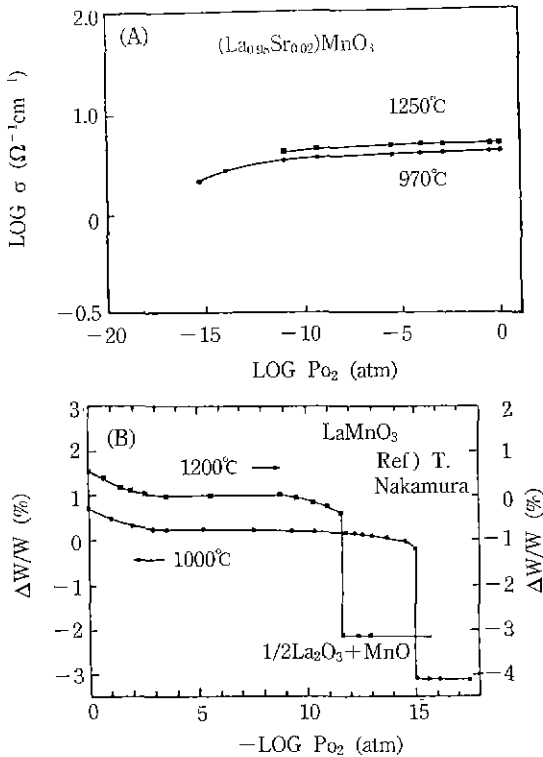 (A)
(La0.98Sr0.02)MnO3
1250℃
970℃
LOG σ (Ω⁻¹cm⁻¹)
2.0
1.0
0
−0.5
−20
−15
−10
−5
0
LOG Po2 (atm)
(B)
LaMnO3
Ref) T.
Nakamura
1200℃
1000℃
1/2La2O3+MnO
ΔW/W (%)
3
2
1
0
−1
−2
−3
ΔW/W (%)
2
1
0
−1
−2
−3
−4
0
5
10
15
−LOG Po2 (atm)